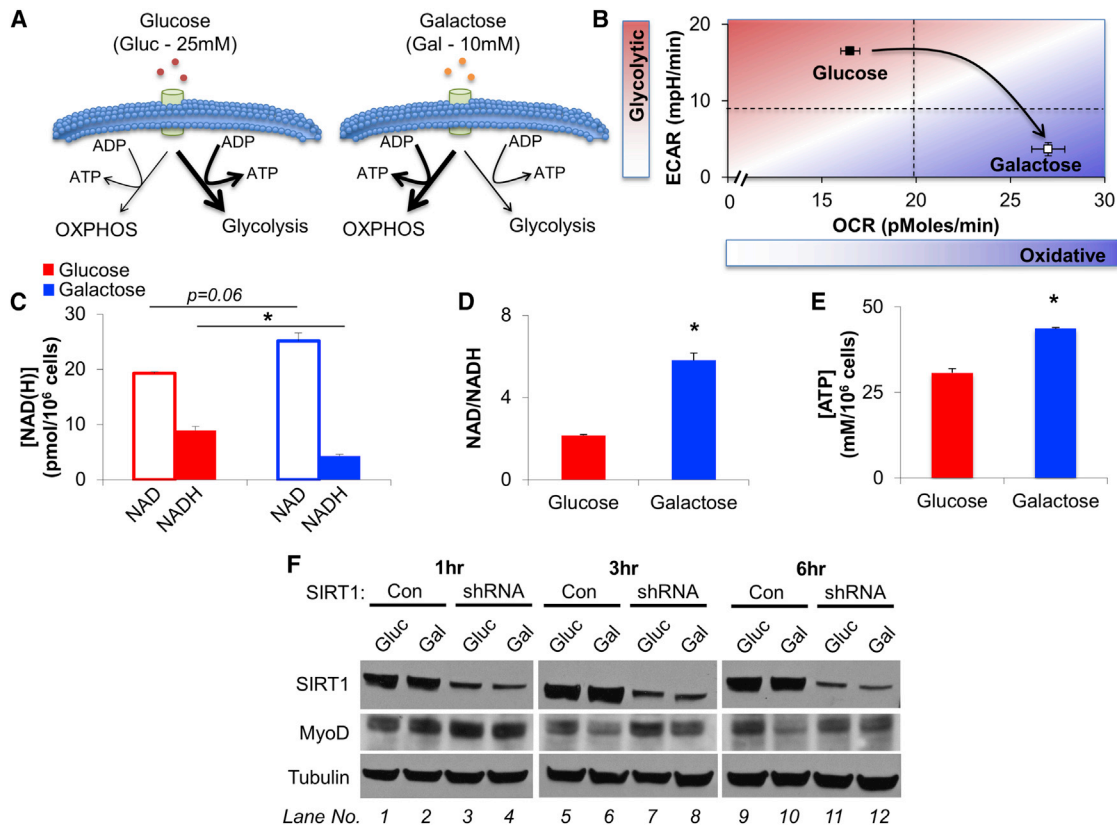 A
Glucose
(Gluc - 25mM)
Galactose
(Gal - 10mM)
ADP
ADP
ADP
ADP
ATP
ATP
ATP
ATP
OXPHOS
Glycolysis
OXPHOS
Glycolysis
B
Glycolytic
ECAR (mpH/min)
20
10
0
Glucose
Galactose
0
15
20
25
30
OCR (pMoles/min)
Oxidative
Glucose
Galactose
C
p=0.06
*
[NAD(H)]
(pmol/10⁶ cells)
30
20
10
0
NAD
NADH
NAD
NADH
D
NAD/NADH
8
4
0
*
Glucose
Galactose
E
[ATP]
(mM/10⁶ cells)
50
25
0
*
Glucose
Galactose
F
1hr 3hr 6hr
SIRT1: Con shRNA Con shRNA Con shRNA
Gluc Gal Gluc Gal Gluc Gal Gluc Gal Gluc Gal Gluc Gal
SIRT1
MyoD
Tubulin
Lane No. 1 2 3 4 5 6 7 8 9 10 11 12